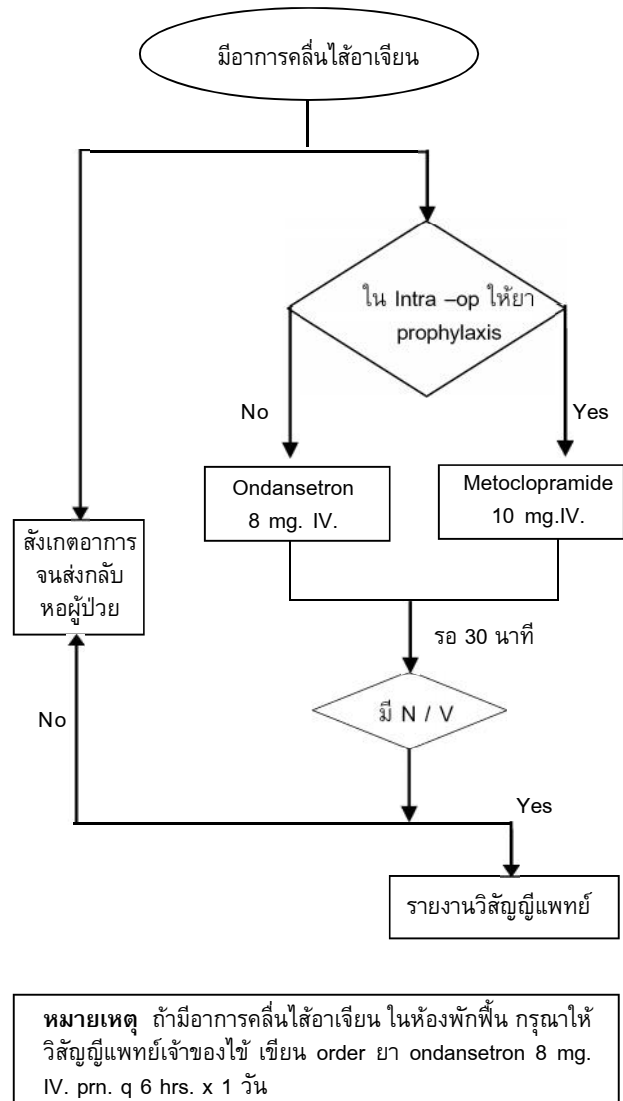 มีอาการคลื่นไส้อาเจียน
ใน Intra –op ให้ยา
prophylaxis
No
Yes
Ondansetron
8 mg. IV.
Metoclopramide
10 mg.IV.
สังเกตอาการ
จนส่งกลับ
หอผู้ป่วย
รอ 30 นาที
มี N / V
No
Yes
รายงานวิสัญญีแพทย์
หมายเหตุ ถ้ามีอาการคลื่นไส้อาเจียน ในห้องพักฟื้น กรุณาให้
วิสัญญีแพทย์เจ้าของไข้ เขียน order ยา ondansetron 8 mg.
IV. prn. q 6 hrs. x 1 วัน